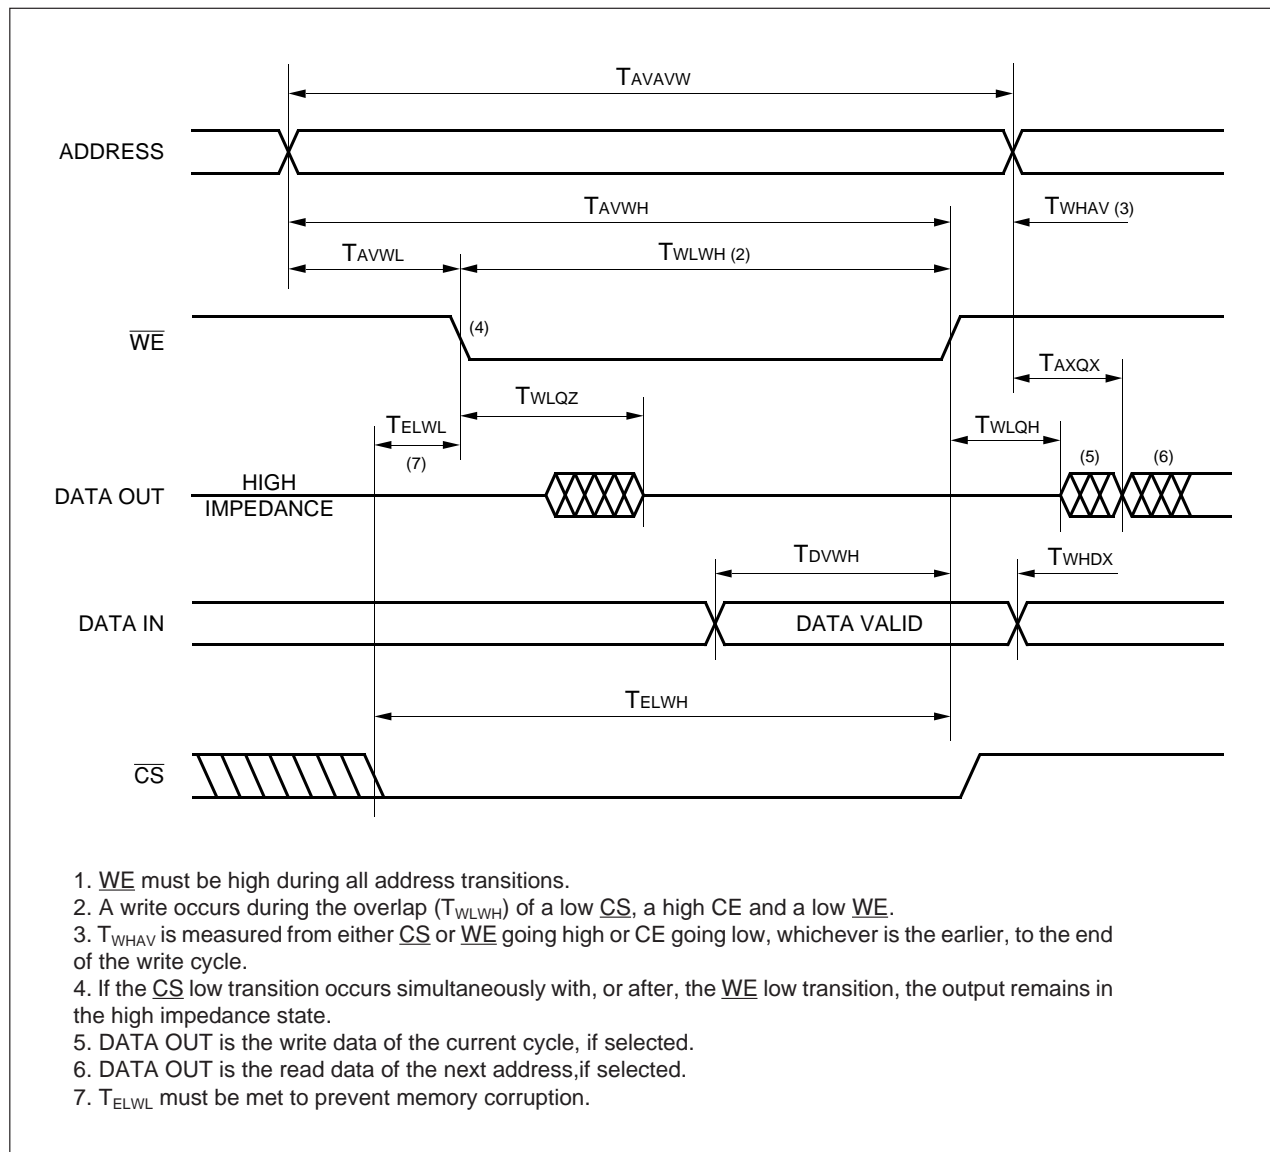 TAVAVW
ADDRESS
TAVWH
TWHAV (3)
TAVWL
TWLWH (2)
WE
(4)
TAXQX
TWLQZ
TELWL
TWLQH
(7)
(5)
(6)
DATA OUT
HIGH
IMPEDANCE
TDVWH
TWHDX
DATA IN
DATA VALID
TELWH
CS
1. WE must be high during all address transitions.
2. A write occurs during the overlap (TWLWH) of a low CS, a high CE and a low WE.
3. TWHAV is measured from either CS or WE going high or CE going low, whichever is the earlier, to the end
of the write cycle.
4. If the CS low transition occurs simultaneously with, or after, the WE low transition, the output remains in
the high impedance state.
5. DATA OUT is the write data of the current cycle, if selected.
6. DATA OUT is the read data of the next address,if selected.
7. TELWL must be met to prevent memory corruption.